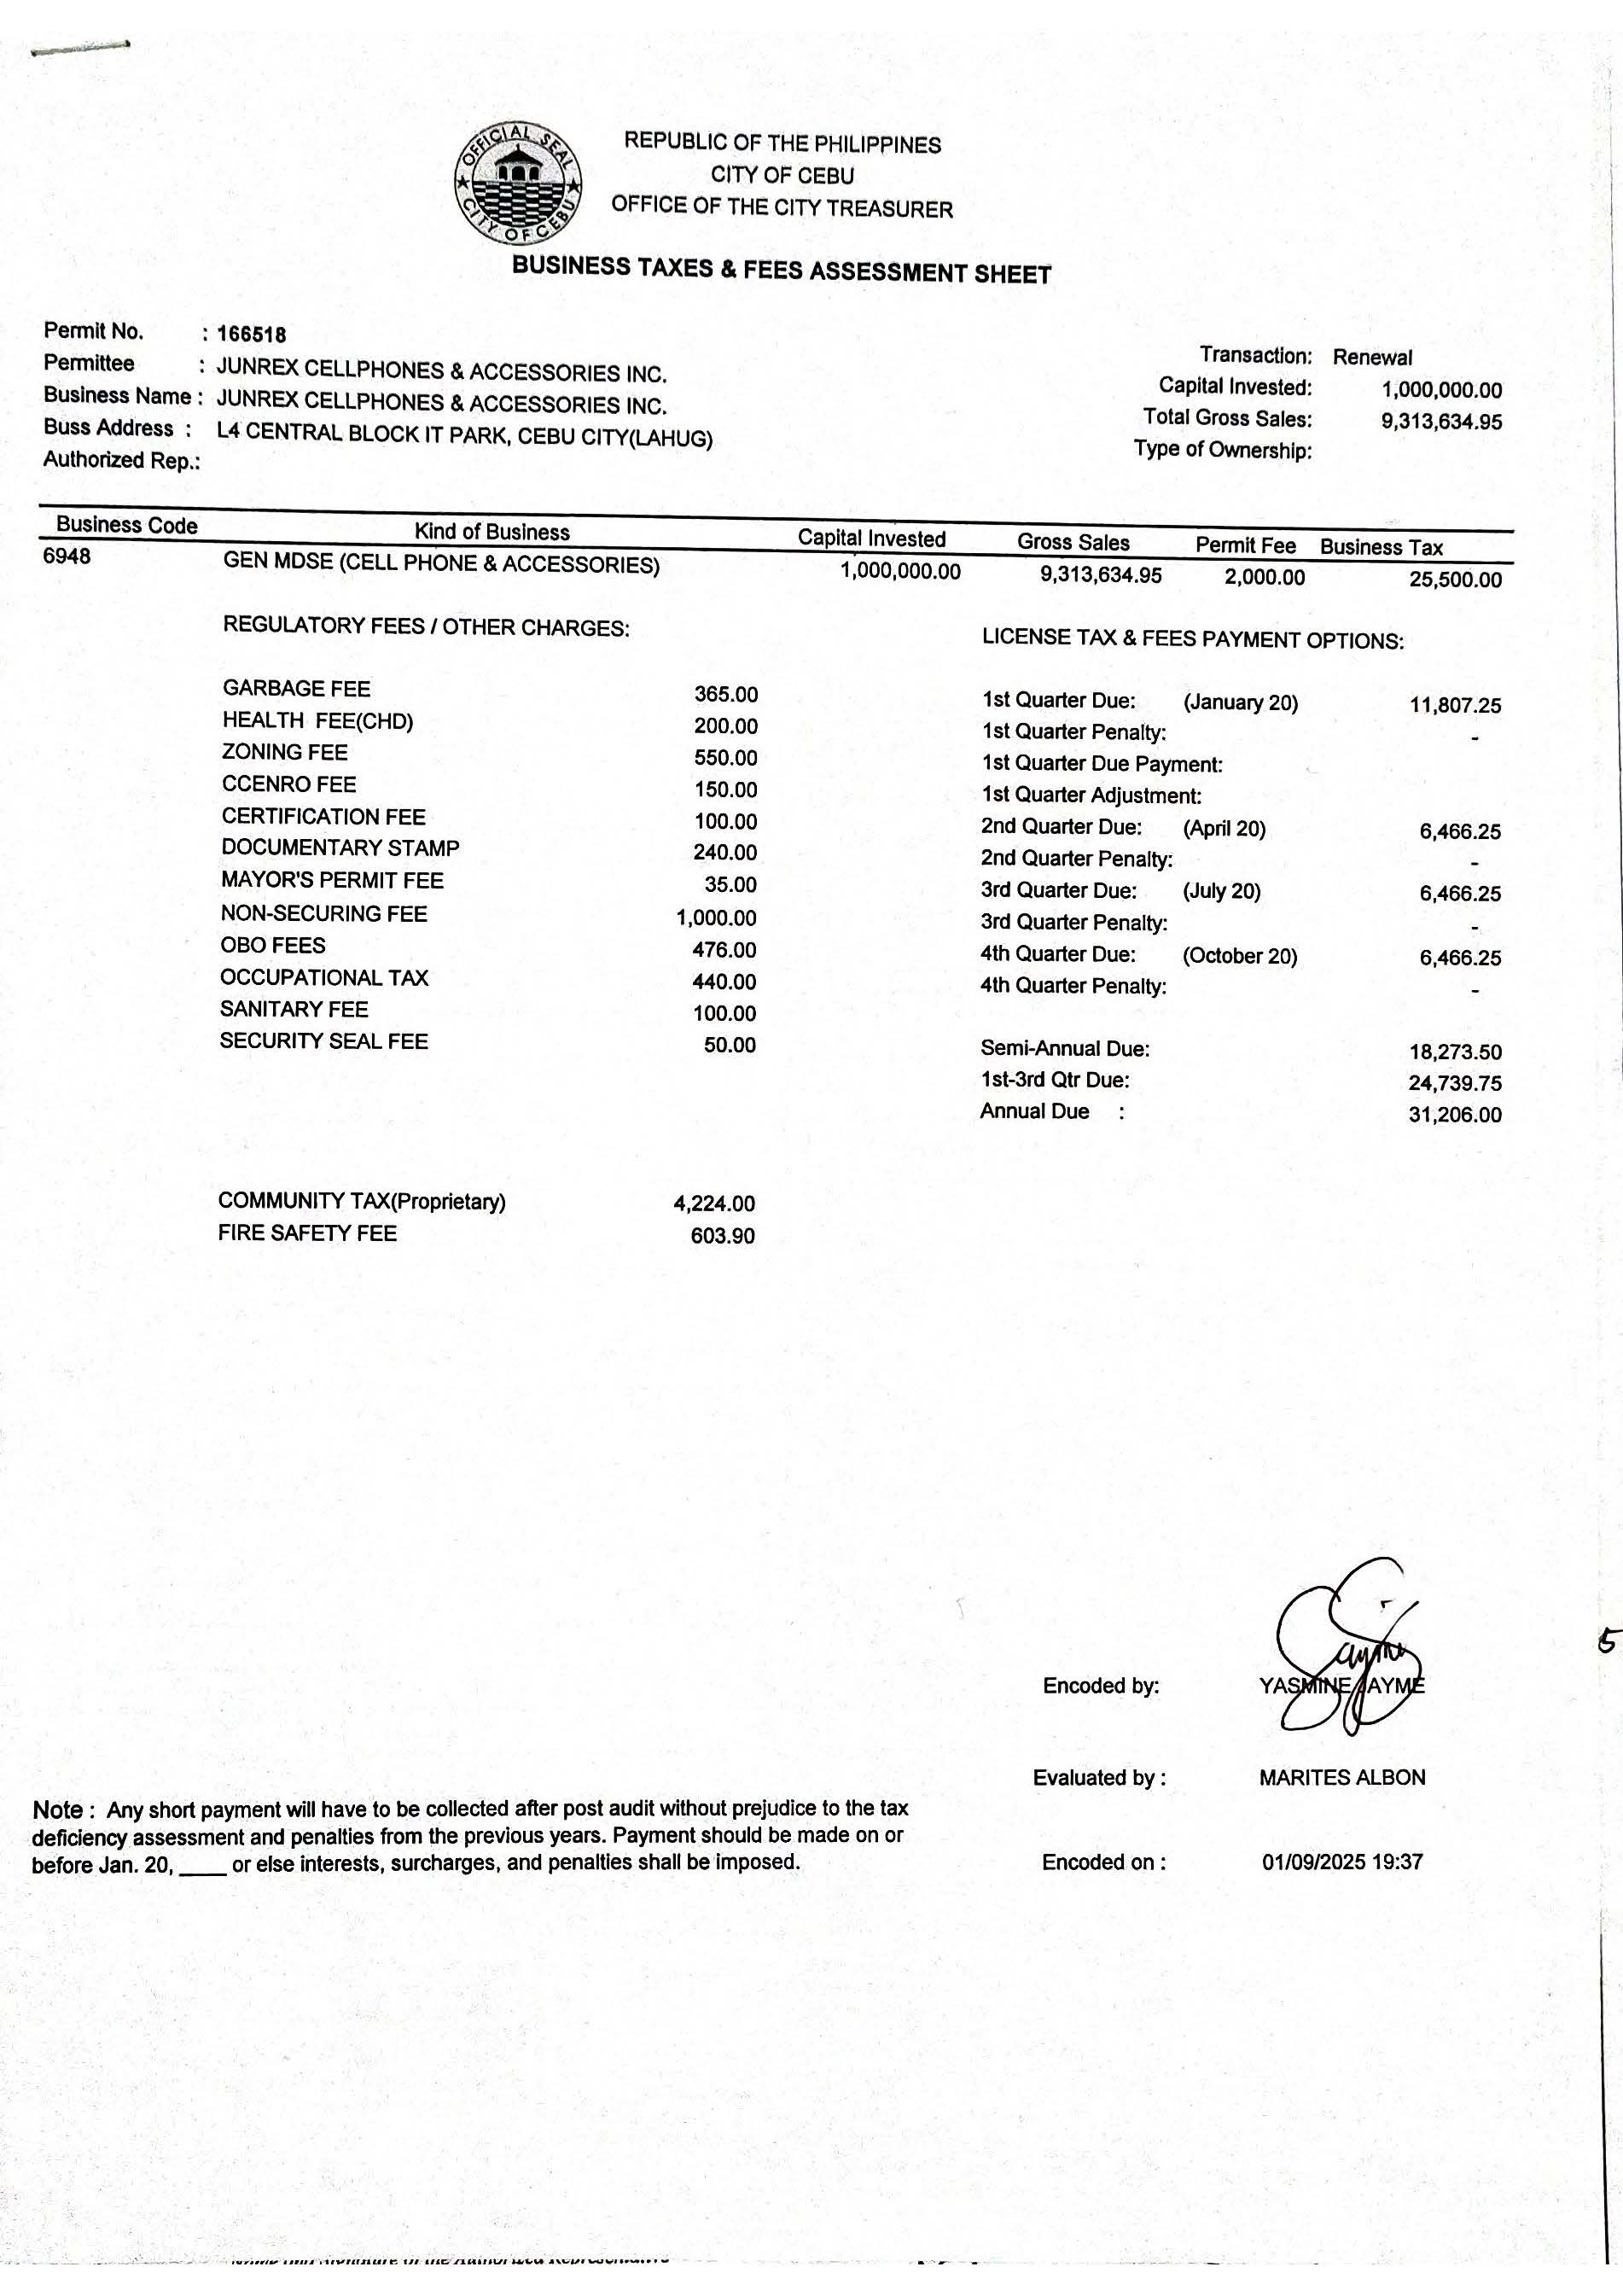 OFFICIAL SEAL
CITY OF CEBU
REPUBLIC OF THE PHILIPPINES
CITY OF CEBU
OFFICE OF THE CITY TREASURER
BUSINESS TAXES & FEES ASSESSMENT SHEET
Permit No. : 166518
Permittee : JUNREX CELLPHONES & ACCESSORIES INC.
Business Name : JUNREX CELLPHONES & ACCESSORIES INC.
Buss Address : L4 CENTRAL BLOCK IT PARK, CEBU CITY(LAHUG)
Authorized Rep.:
Transaction: Renewal
Capital Invested: 1,000,000.00
Total Gross Sales: 9,313,634.95
Type of Ownership:
Business Code Kind of Business Capital Invested Gross Sales Permit Fee Business Tax
6948 GEN MDSE (CELL PHONE & ACCESSORIES) 1,000,000.00 9,313,634.95 2,000.00 25,500.00
REGULATORY FEES / OTHER CHARGES:
GARBAGE FEE 365.00
HEALTH FEE(CHD) 200.00
ZONING FEE 550.00
CCENRO FEE 150.00
CERTIFICATION FEE 100.00
DOCUMENTARY STAMP 240.00
MAYOR'S PERMIT FEE 35.00
NON-SECURING FEE 1,000.00
OBO FEES 476.00
OCCUPATIONAL TAX 440.00
SANITARY FEE 100.00
SECURITY SEAL FEE 50.00
COMMUNITY TAX(Proprietary) 4,224.00
FIRE SAFETY FEE 603.90
LICENSE TAX & FEES PAYMENT OPTIONS:
1st Quarter Due: (January 20) 11,807.25
1st Quarter Penalty: -
1st Quarter Due Payment:
1st Quarter Adjustment:
2nd Quarter Due: (April 20) 6,466.25
2nd Quarter Penalty: -
3rd Quarter Due: (July 20) 6,466.25
3rd Quarter Penalty: -
4th Quarter Due: (October 20) 6,466.25
4th Quarter Penalty: -
Semi-Annual Due: 18,273.50
1st-3rd Qtr Due: 24,739.75
Annual Due : 31,206.00
Encoded by: YASMINE JAYME
5
Evaluated by : MARITES ALBON
Encoded on : 01/09/2025 19:37
Note : Any short payment will have to be collected after post audit without prejudice to the tax
deficiency assessment and penalties from the previous years. Payment should be made on or
before Jan. 20, ____ or else interests, surcharges, and penalties shall be imposed.